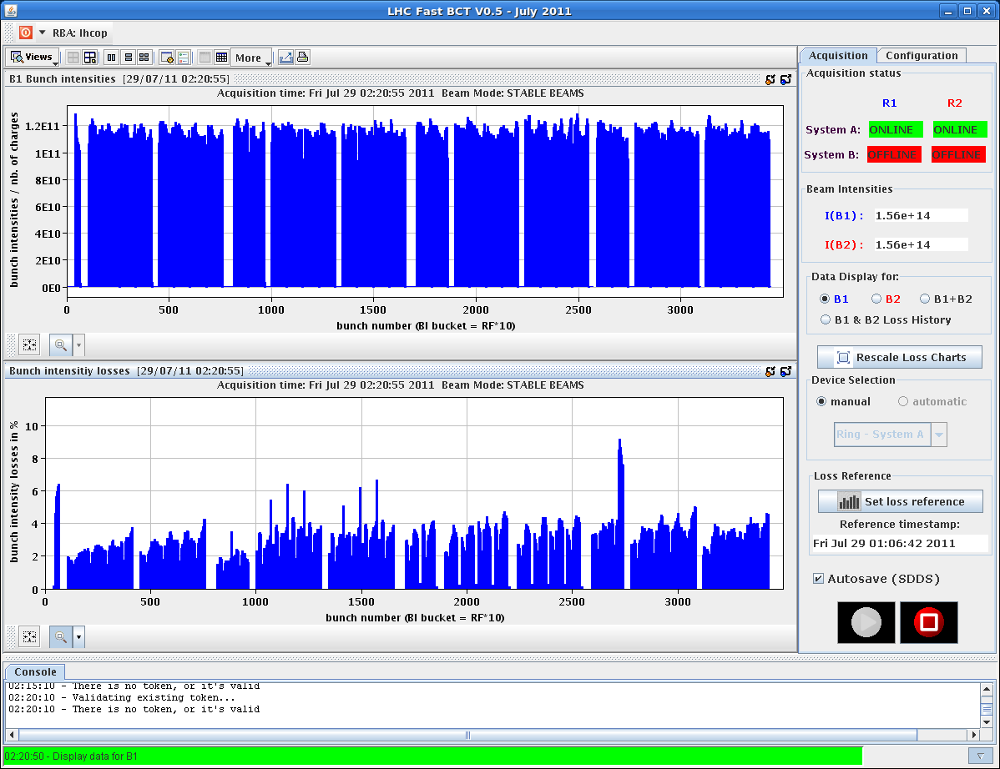 LHC Fast BCT V0.5 - July 2011
RBA: lhcop
Views
More
B1 Bunch intensities [29/07/11 02:20:55]
Acquisition time: Fri Jul 29 02:20:55 2011 Beam Mode: STABLE BEAMS
bunch intensities / nb. of charges
1.2E11
1E11
8E10
6E10
4E10
2E10
0E0
0 500 1000 1500 2000 2500 3000
bunch number (BI bucket = RF*10)
Bunch intensitiy losses [29/07/11 02:20:55]
Acquisition time: Fri Jul 29 02:20:55 2011 Beam Mode: STABLE BEAMS
bunch intensity losses in %
10
8
6
4
2
0
0 500 1000 1500 2000 2500 3000
bunch number (BI bucket = RF*10)
Acquisition Configuration
Acquisition status
R1 R2
System A: ONLINE ONLINE
System B: OFFLINE OFFLINE
Beam Intensities
I(B1) : 1.56e+14
I(B2) : 1.56e+14
Data Display for:
B1 B2 B1+B2
B1 & B2 Loss History
Rescale Loss Charts
Device Selection
manual automatic
Ring - System A
Loss Reference
Set loss reference
Reference timestamp:
Fri Jul 29 01:06:42 2011
Autosave (SDDS)
Console
02:15:10 - There is no token, or it's valid
02:20:10 - Validating existing token...
02:20:10 - There is no token, or it's valid
02:20:50 - Display data for B1